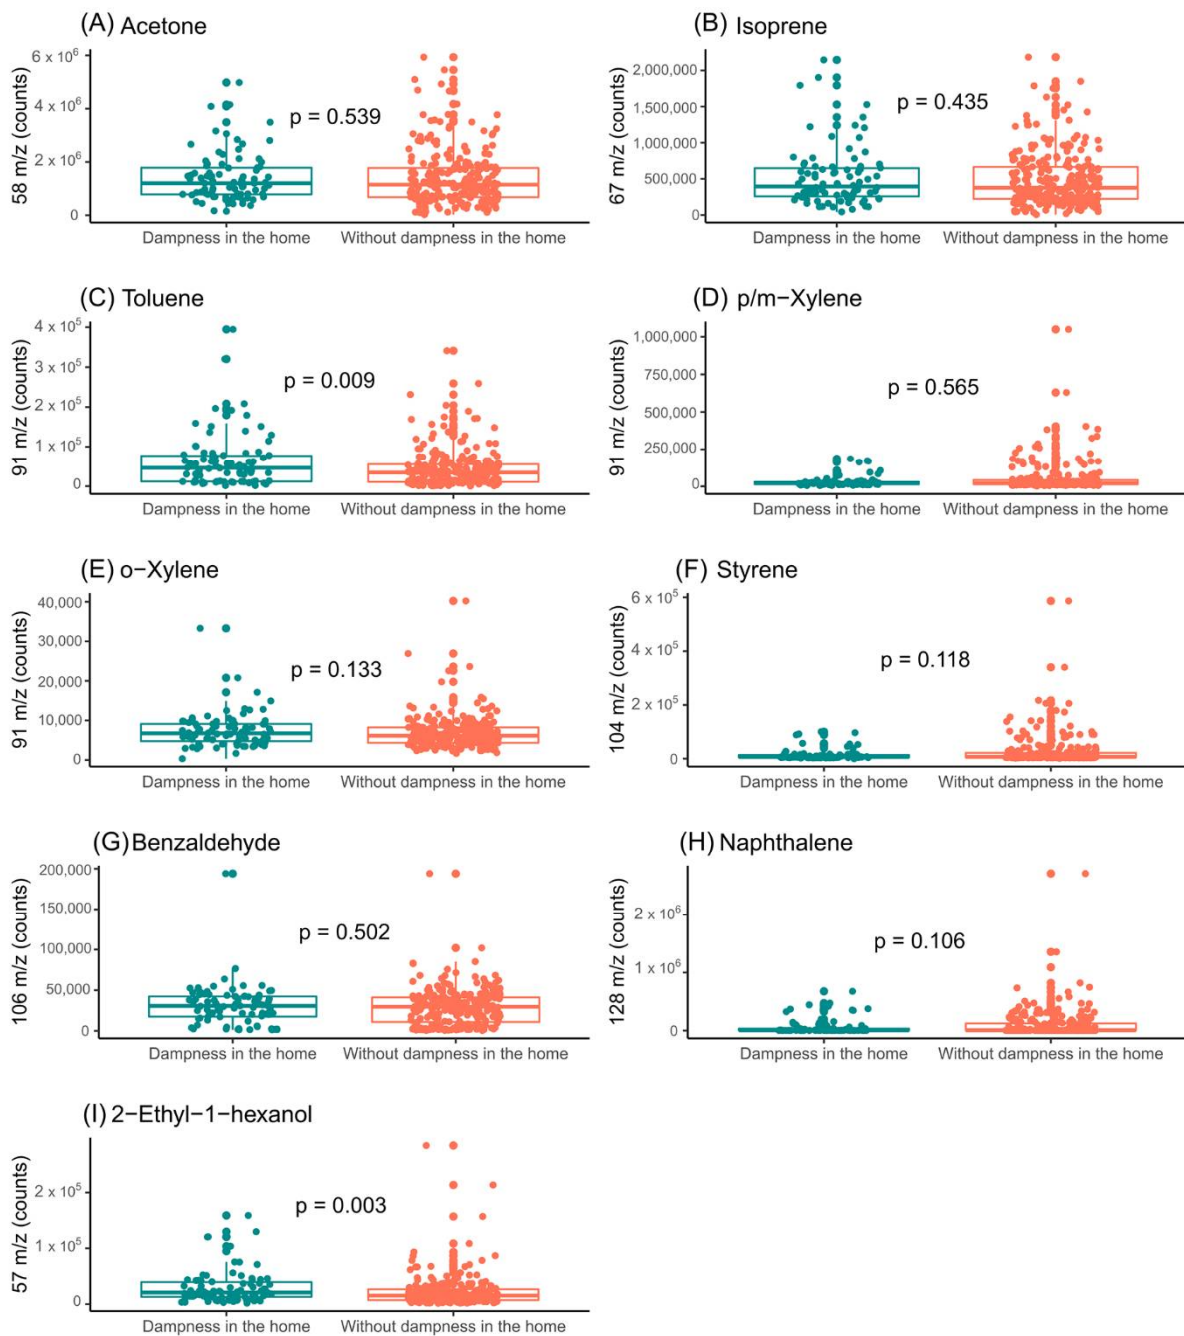 (A) Acetone
58 m/z (counts)
6 x 10⁶
4 x 10⁶
2 x 10⁶
0
p = 0.539
Dampness in the home
Without dampness in the home
(B) Isoprene
67 m/z (counts)
2,000,000
1,500,000
1,000,000
500,000
0
p = 0.435
Dampness in the home
Without dampness in the home
(C) Toluene
91 m/z (counts)
4 x 10⁵
3 x 10⁵
2 x 10⁵
1 x 10⁵
0
p = 0.009
Dampness in the home
Without dampness in the home
(D) p/m−Xylene
91 m/z (counts)
1,000,000
750,000
500,000
250,000
0
p = 0.565
Dampness in the home
Without dampness in the home
(E) o−Xylene
91 m/z (counts)
40,000
30,000
20,000
10,000
0
p = 0.133
Dampness in the home
Without dampness in the home
(F) Styrene
104 m/z (counts)
6 x 10⁵
4 x 10⁵
2 x 10⁵
0
p = 0.118
Dampness in the home
Without dampness in the home
(G) Benzaldehyde
106 m/z (counts)
200,000
150,000
100,000
50,000
0
p = 0.502
Dampness in the home
Without dampness in the home
(H) Naphthalene
128 m/z (counts)
2 x 10⁶
1 x 10⁶
0
p = 0.106
Dampness in the home
Without dampness in the home
(I) 2−Ethyl−1−hexanol
57 m/z (counts)
2 x 10⁵
1 x 10⁵
0
p = 0.003
Dampness in the home
Without dampness in the home